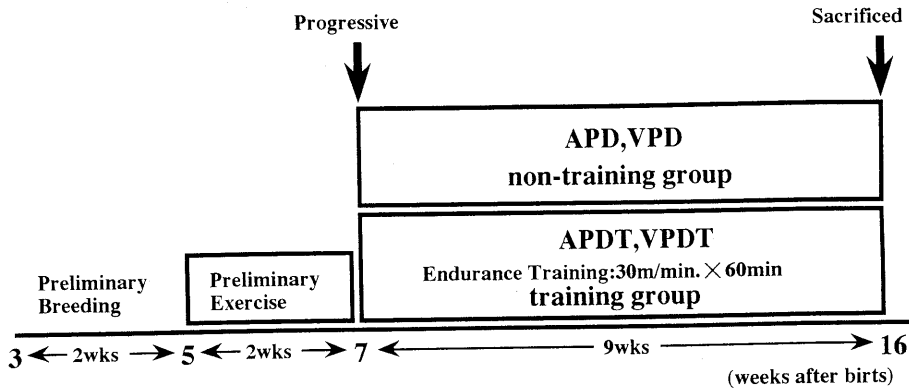 Progressive
Sacrificed
APD,VPD
non-training group
APDT,VPDT
Endurance Training:30m/min.×60min
training group
Preliminary
Breeding
Preliminary
Exercise
3 2wks 5 2wks 7 9wks 16
(weeks after birts)